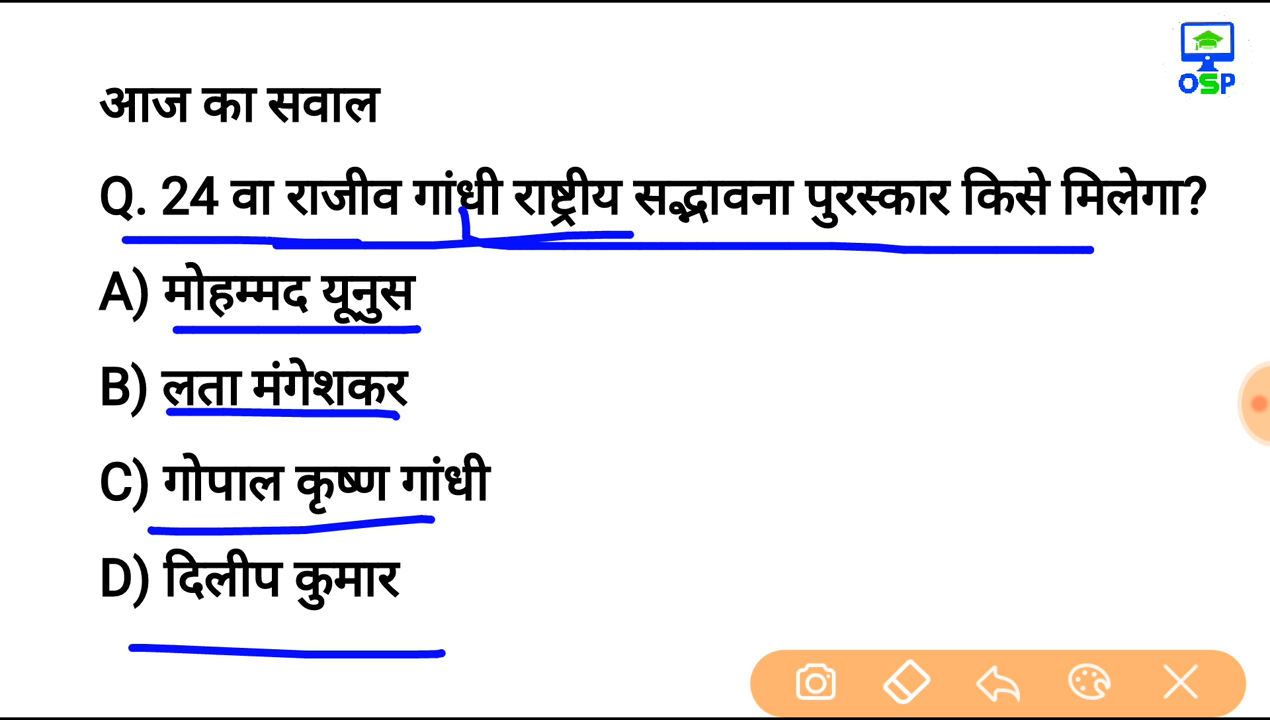 OSP
आज का सवाल
Q. 24 वा राजीव गांधी राष्ट्रीय सद्भावना पुरस्कार किसे मिलेगा?
A) मोहम्मद यूनुस
B) लता मंगेशकर
C) गोपाल कृष्ण गांधी
D) दिलीप कुमार